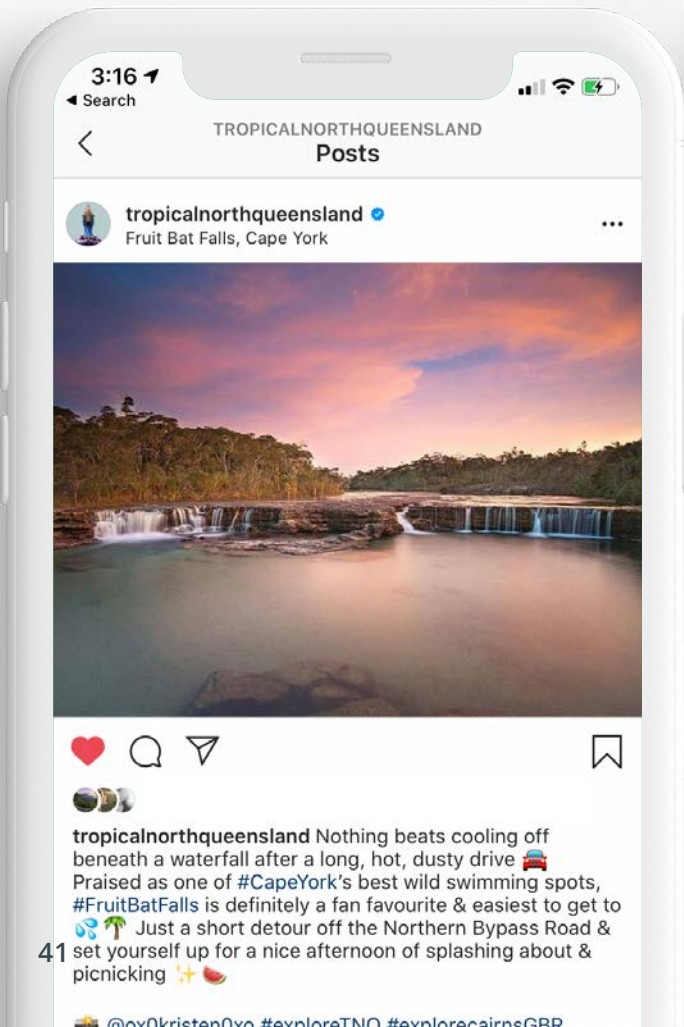 3:16
◀ Search
TROPICALNORTHQUEENSLAND
Posts
tropicalnorthqueensland
Fruit Bat Falls, Cape York
tropicalnorthqueensland Nothing beats cooling off
beneath a waterfall after a long, hot, dusty drive 🚘
Praised as one of #CapeYork's best wild swimming spots,
#FruitBatFalls is definitely a fan favourite & easiest to get to
💦🌴 Just a short detour off the Northern Bypass Road &
41 set yourself up for a nice afternoon of splashing about &
picnicking ✨🍉
📸 @ox0kristen0xo #exploreTNQ #explorecairnsGBR